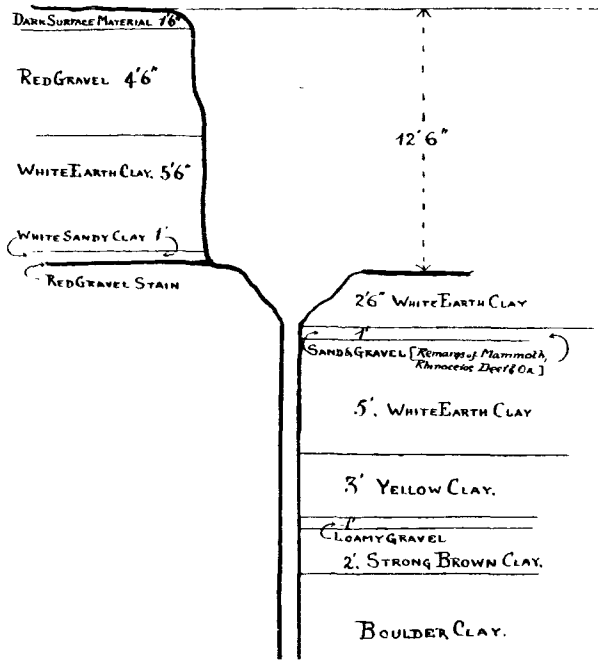 DARK SURFACE MATERIAL 1'6"
RED GRAVEL 4'6"
12'6"
WHITE EARTH CLAY. 5'6"
WHITE SANDY CLAY 1'
RED GRAVEL STAIN
2'6" WHITE EARTH CLAY
1'
SAND & GRAVEL [Remains of Mammoth,
Rhinoceros Deer & Ox]
5'. WHITE EARTH CLAY
3' YELLOW CLAY.
1'
LOAMY GRAVEL
2'. STRONG BROWN CLAY.
BOULDER CLAY.